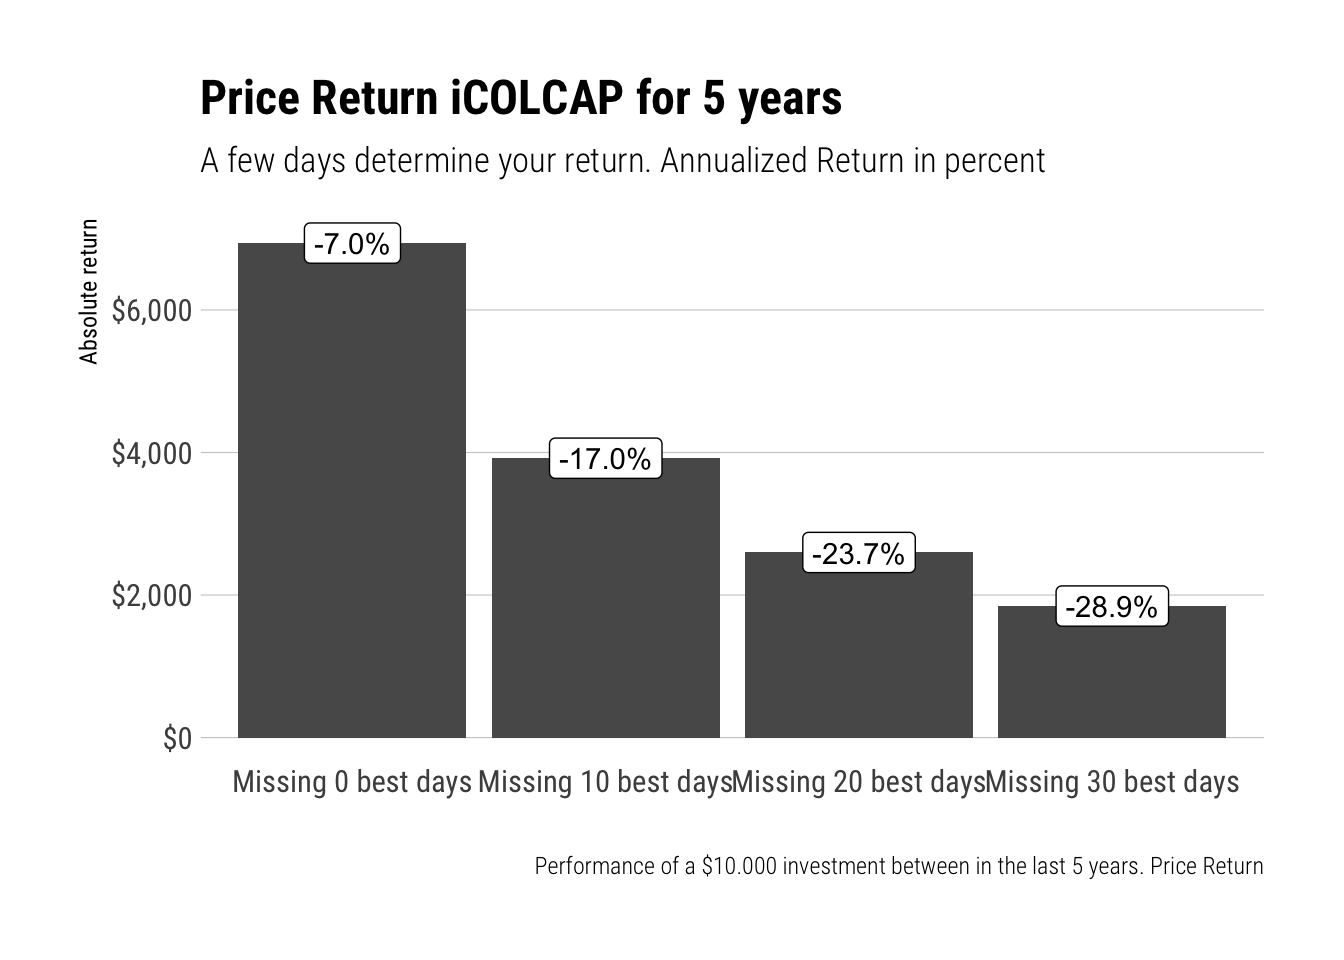 Price Return iCOLCAP for 5 years
A few days determine your return. Annualized Return in percent
Absolute return
-7.0%
$6,000
-17.0%
$4,000
-23.7%
$2,000
-28.9%
$0
Missing 0 best days Missing 10 best days Missing 20 best days Missing 30 best days
Performance of a $10.000 investment between in the last 5 years. Price Return